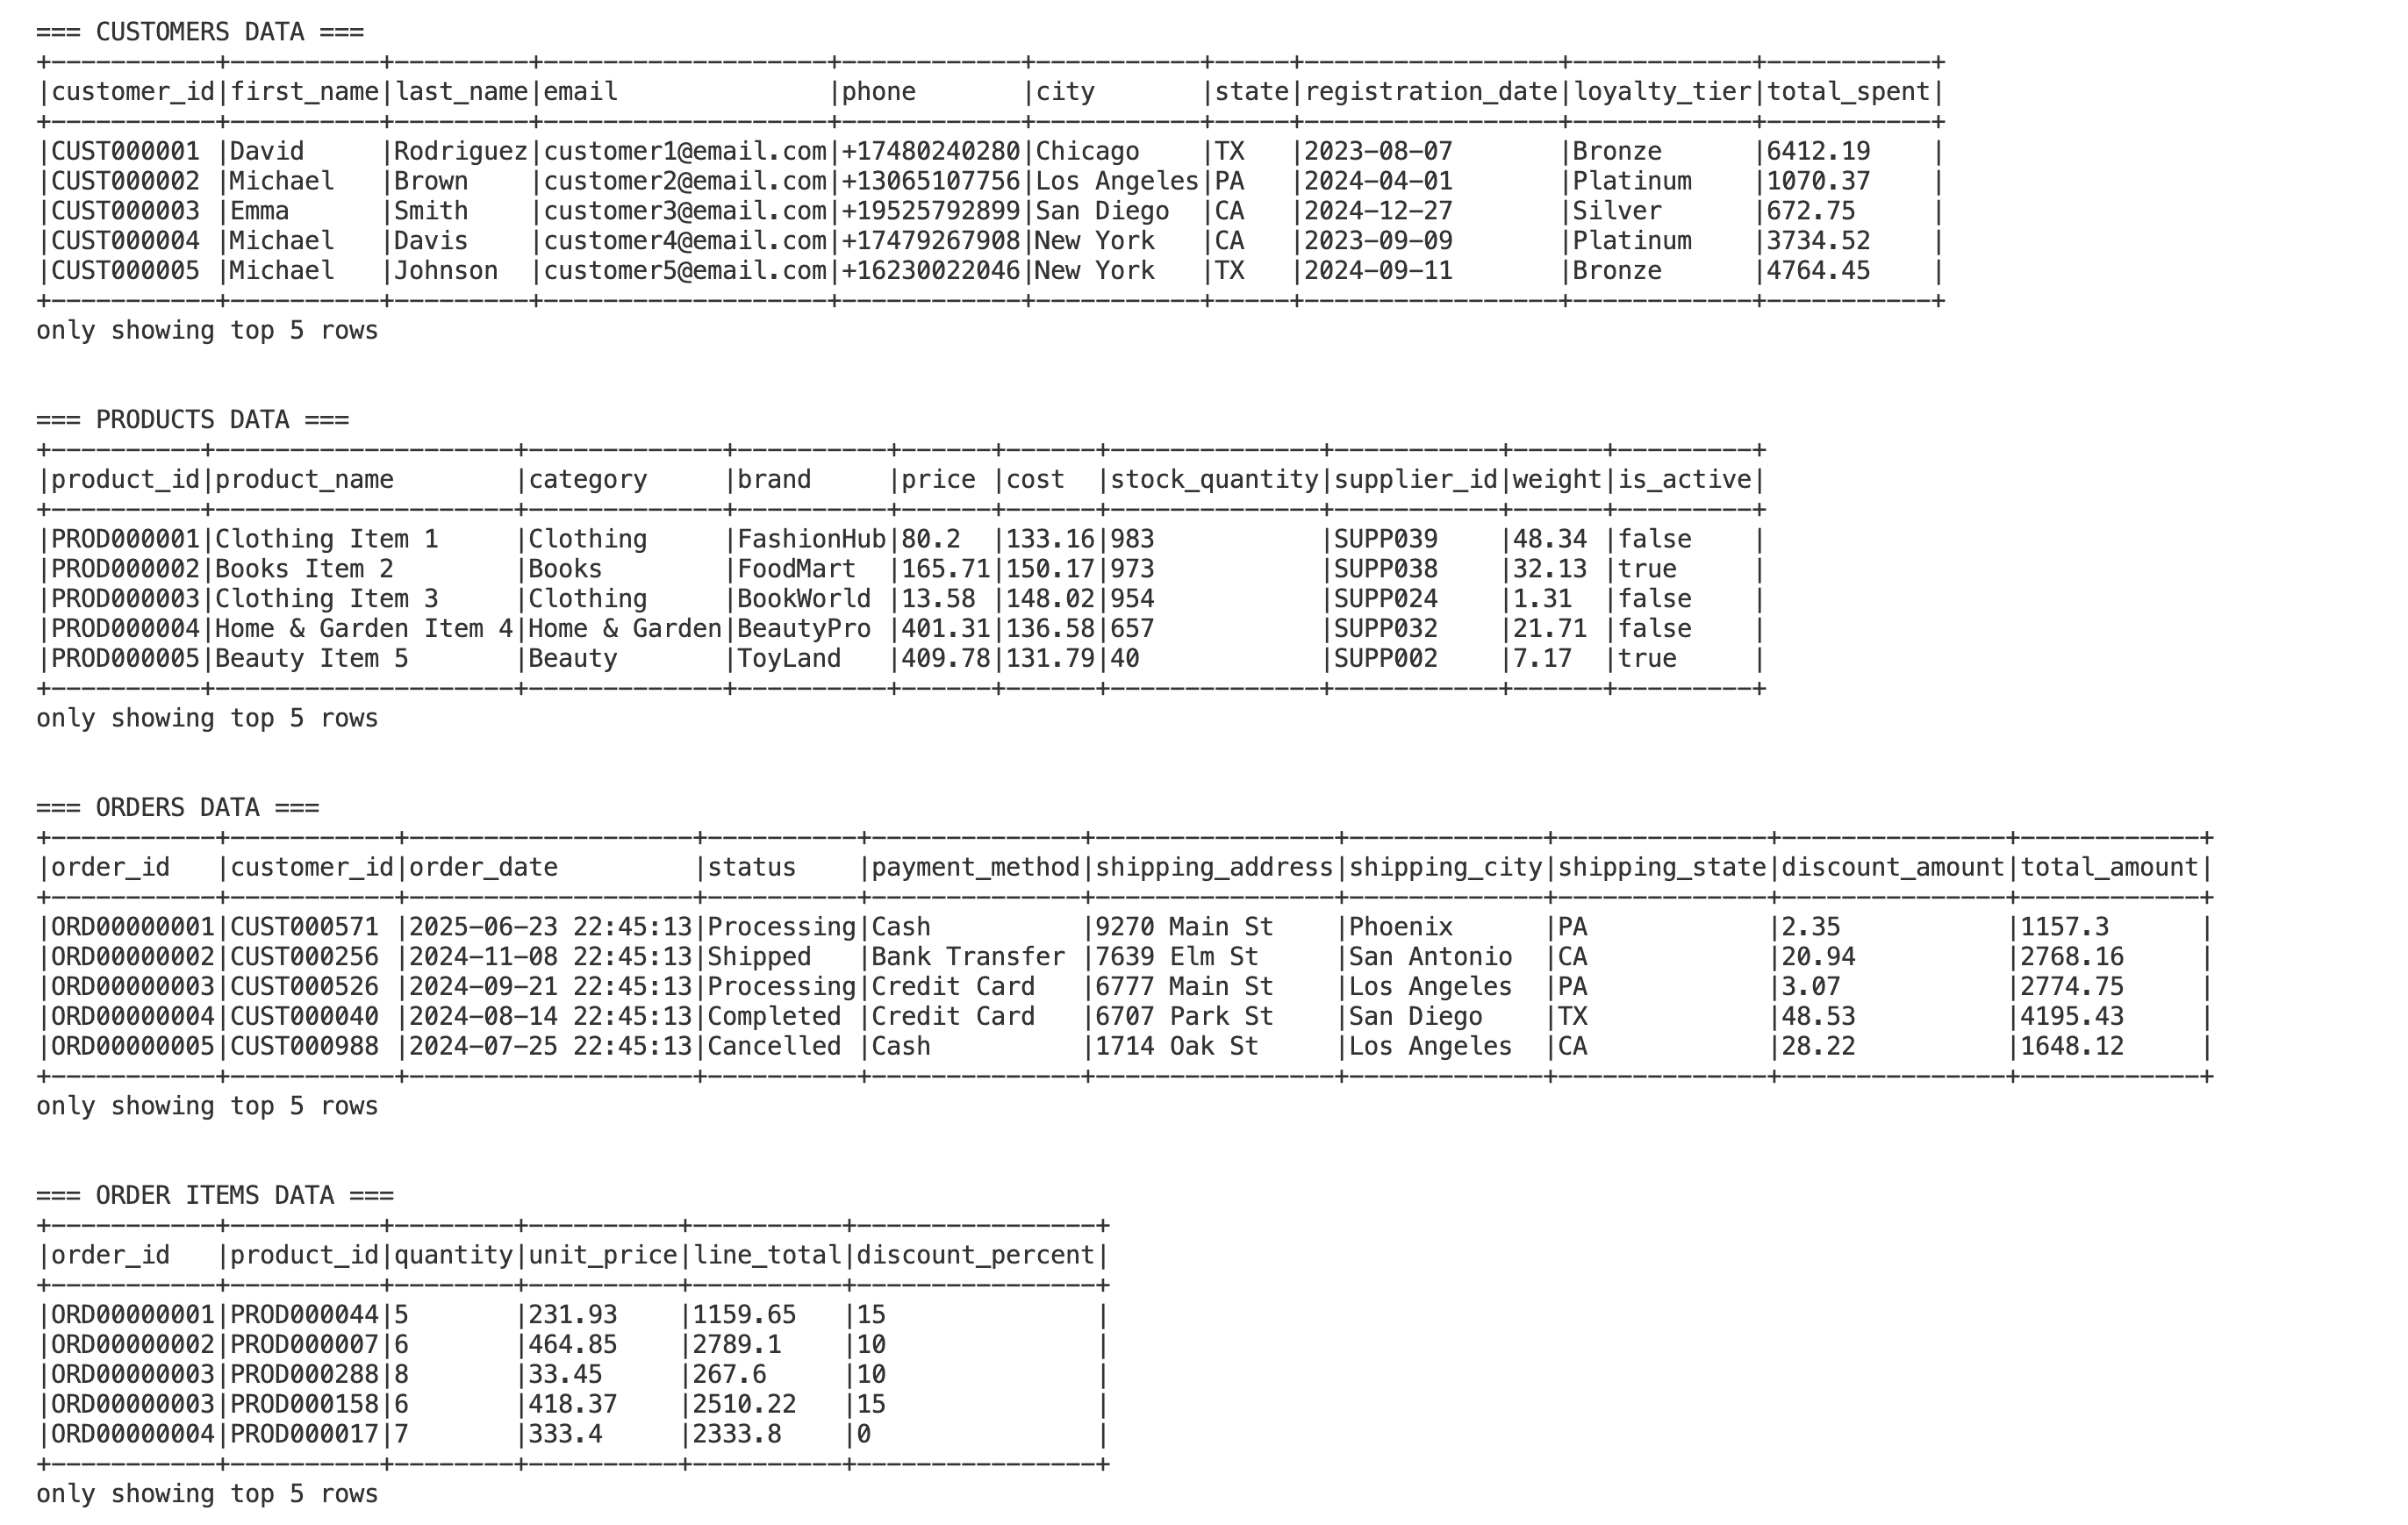 === CUSTOMERS DATA ===
+-----------+----------+---------+-------------------+------------+-----------+-----+-----------------+------------+-----------+
|customer_id|first_name|last_name|email              |phone       |city       |state|registration_date|loyalty_tier|total_spent|
+-----------+----------+---------+-------------------+------------+-----------+-----+-----------------+------------+-----------+
|CUST000001 |David     |Rodriguez|customer1@email.com|+17480240280|Chicago    |TX   |2023-08-07       |Bronze      |6412.19    |
|CUST000002 |Michael   |Brown    |customer2@email.com|+13065107756|Los Angeles|PA   |2024-04-01       |Platinum    |1070.37    |
|CUST000003 |Emma      |Smith    |customer3@email.com|+19525792899|San Diego  |CA   |2024-12-27       |Silver      |672.75     |
|CUST000004 |Michael   |Davis    |customer4@email.com|+17479267908|New York   |CA   |2023-09-09       |Platinum    |3734.52    |
|CUST000005 |Michael   |Johnson  |customer5@email.com|+16230022046|New York   |TX   |2024-09-11       |Bronze      |4764.45    |
+-----------+----------+---------+-------------------+------------+-----------+-----+-----------------+------------+-----------+
only showing top 5 rows
=== PRODUCTS DATA ===
+----------+--------------------+-------------+----------+------+------+--------------+-----------+------+---------+
|product_id|product_name        |category     |brand     |price |cost  |stock_quantity|supplier_id|weight|is_active|
+----------+--------------------+-------------+----------+------+------+--------------+-----------+------+---------+
|PROD000001|Clothing Item 1     |Clothing     |FashionHub|80.2  |133.16|983           |SUPP039    |48.34 |false    |
|PROD000002|Books Item 2        |Books        |FoodMart  |165.71|150.17|973           |SUPP038    |32.13 |true     |
|PROD000003|Clothing Item 3     |Clothing     |BookWorld |13.58 |148.02|954           |SUPP024    |1.31  |false    |
|PROD000004|Home & Garden Item 4|Home & Garden|BeautyPro |401.31|136.58|657           |SUPP032    |21.71 |false    |
|PROD000005|Beauty Item 5       |Beauty       |ToyLand   |409.78|131.79|40            |SUPP002    |7.17  |true     |
+----------+--------------------+-------------+----------+------+------+--------------+-----------+------+---------+
only showing top 5 rows
=== ORDERS DATA ===
+-----------+-----------+-------------------+----------+--------------+----------------+-------------+--------------+---------------+------------+
|order_id   |customer_id|order_date         |status    |payment_method|shipping_address|shipping_city|shipping_state|discount_amount|total_amount|
+-----------+-----------+-------------------+----------+--------------+----------------+-------------+--------------+---------------+------------+
|ORD00000001|CUST000571 |2025-06-23 22:45:13|Processing|Cash          |9270 Main St    |Phoenix      |PA            |2.35           |1157.3      |
|ORD00000002|CUST000256 |2024-11-08 22:45:13|Shipped   |Bank Transfer |7639 Elm St     |San Antonio  |CA            |20.94          |2768.16     |
|ORD00000003|CUST000526 |2024-09-21 22:45:13|Processing|Credit Card   |6777 Main St    |Los Angeles  |PA            |3.07           |2774.75     |
|ORD00000004|CUST000040 |2024-08-14 22:45:13|Completed |Credit Card   |6707 Park St    |San Diego    |TX            |48.53          |4195.43     |
|ORD00000005|CUST000988 |2024-07-25 22:45:13|Cancelled |Cash          |1714 Oak St     |Los Angeles  |CA            |28.22          |1648.12     |
+-----------+-----------+-------------------+----------+--------------+----------------+-------------+--------------+---------------+------------+
only showing top 5 rows
=== ORDER ITEMS DATA ===
+-----------+----------+--------+----------+----------+----------------+
|order_id   |product_id|quantity|unit_price|line_total|discount_percent|
+-----------+----------+--------+----------+----------+----------------+
|ORD00000001|PROD000044|5       |231.93    |1159.65   |15              |
|ORD00000002|PROD000007|6       |464.85    |2789.1    |10              |
|ORD00000003|PROD000288|8       |33.45     |267.6     |10              |
|ORD00000003|PROD000158|6       |418.37    |2510.22   |15              |
|ORD00000004|PROD000017|7       |333.4     |2333.8    |0               |
+-----------+----------+--------+----------+----------+----------------+
only showing top 5 rows